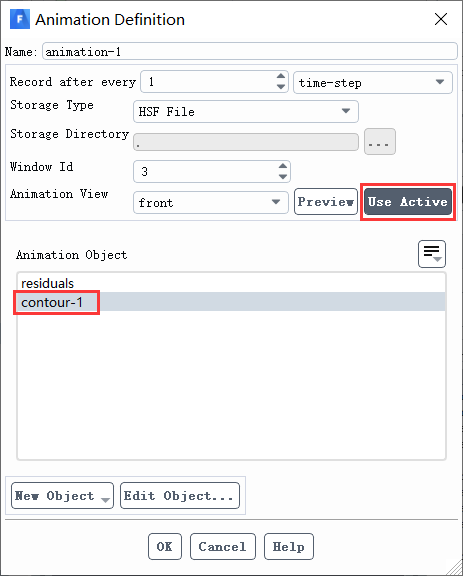 F Animation Definition
Name: animation-1
Record after every 1 time-step
Storage Type HSF File
Storage Directory . ...
Window Id 3
Animation View front Preview Use Active
Animation Object
residuals
contour-1
New Object Edit Object...
OK Cancel Help